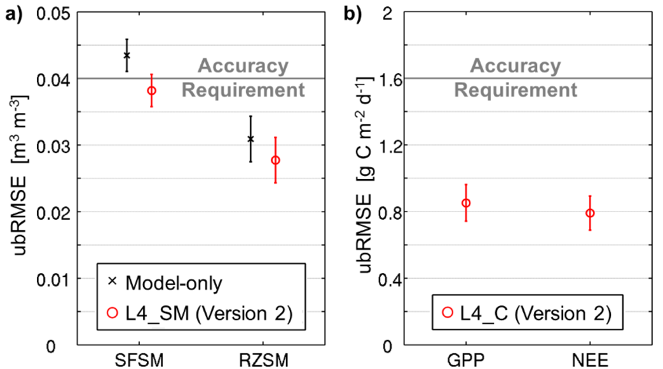 a)
ubRMSE [m³ m⁻³]
0.05
0.04
0.03
0.02
0.01
0
Accuracy
Requirement
× Model-only
○ L4_SM (Version 2)
SFSM RZSM
b)
ubRMSE [g C m⁻² d⁻¹]
2
1.6
1.2
0.8
0.4
0
Accuracy
Requirement
○ L4_C (Version 2)
GPP NEE